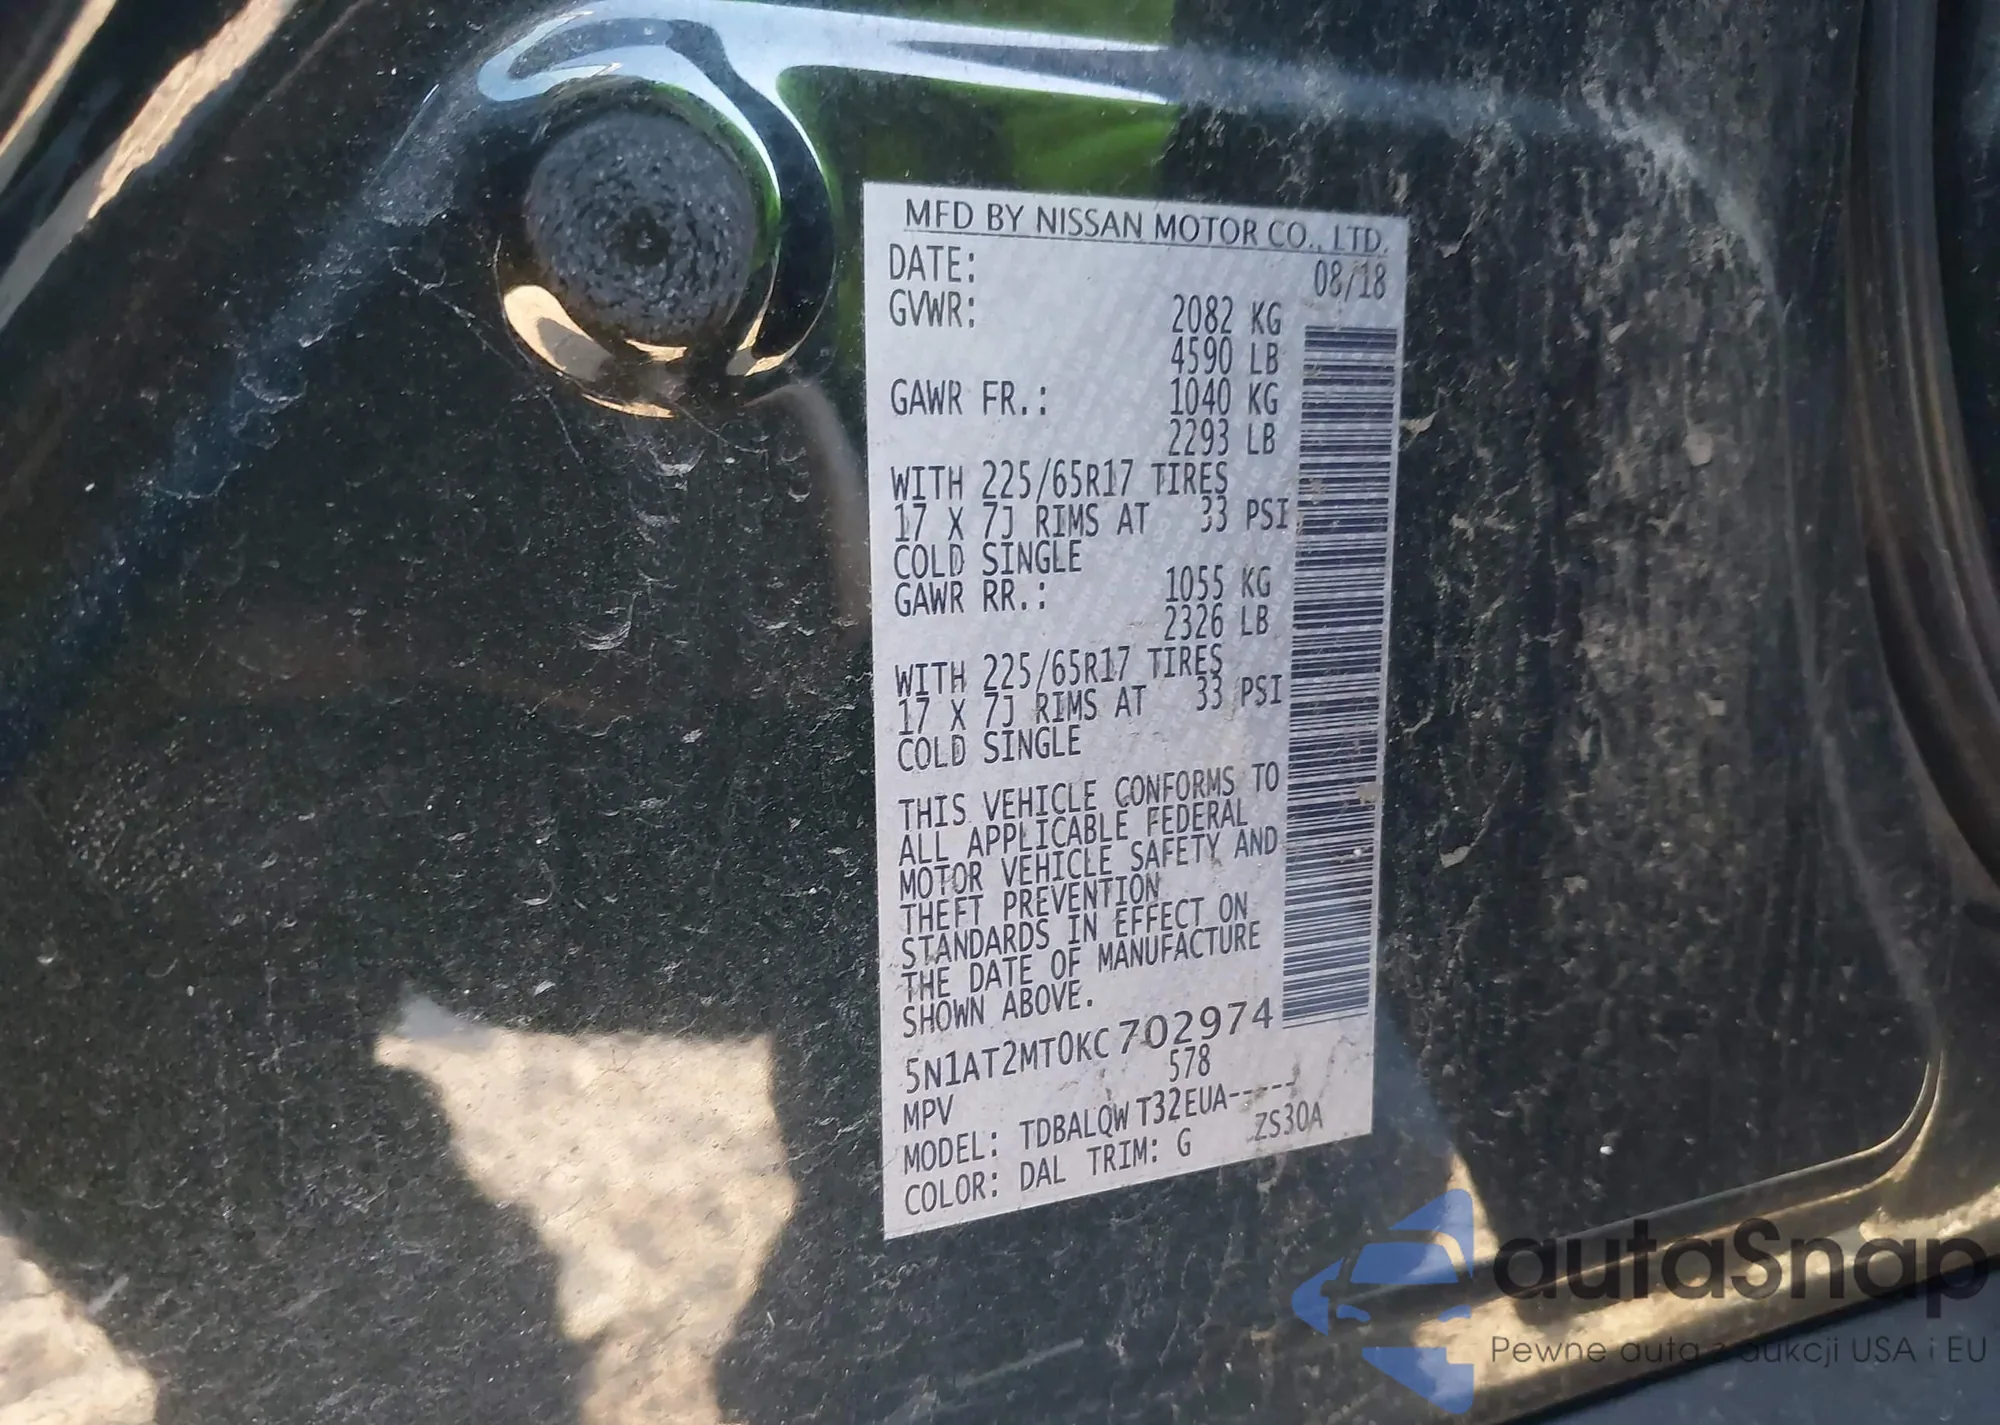 MFD BY NISSAN MOTOR CO., LTD.
DATE: 08/18
GVWR: 2082 KG
4590 LB
GAWR FR.: 1040 KG
2293 LB
WITH 225/65R17 TIRES
17 X 7J RIMS AT 33 PSI
COLD SINGLE
GAWR RR.: 1055 KG
2326 LB
WITH 225/65R17 TIRES
17 X 7J RIMS AT 33 PSI
COLD SINGLE
THIS VEHICLE CONFORMS TO
ALL APPLICABLE FEDERAL
MOTOR VEHICLE SAFETY AND
THEFT PREVENTION
STANDARDS IN EFFECT ON
THE DATE OF MANUFACTURE
SHOWN ABOVE.
5N1AT2MT0KC702974
578
MPV
MODEL: TDBALQW T32EUA-----
COLOR: DAL TRIM: G ZS30A
autaSnap
Pewne auta z aukcji USA i EU